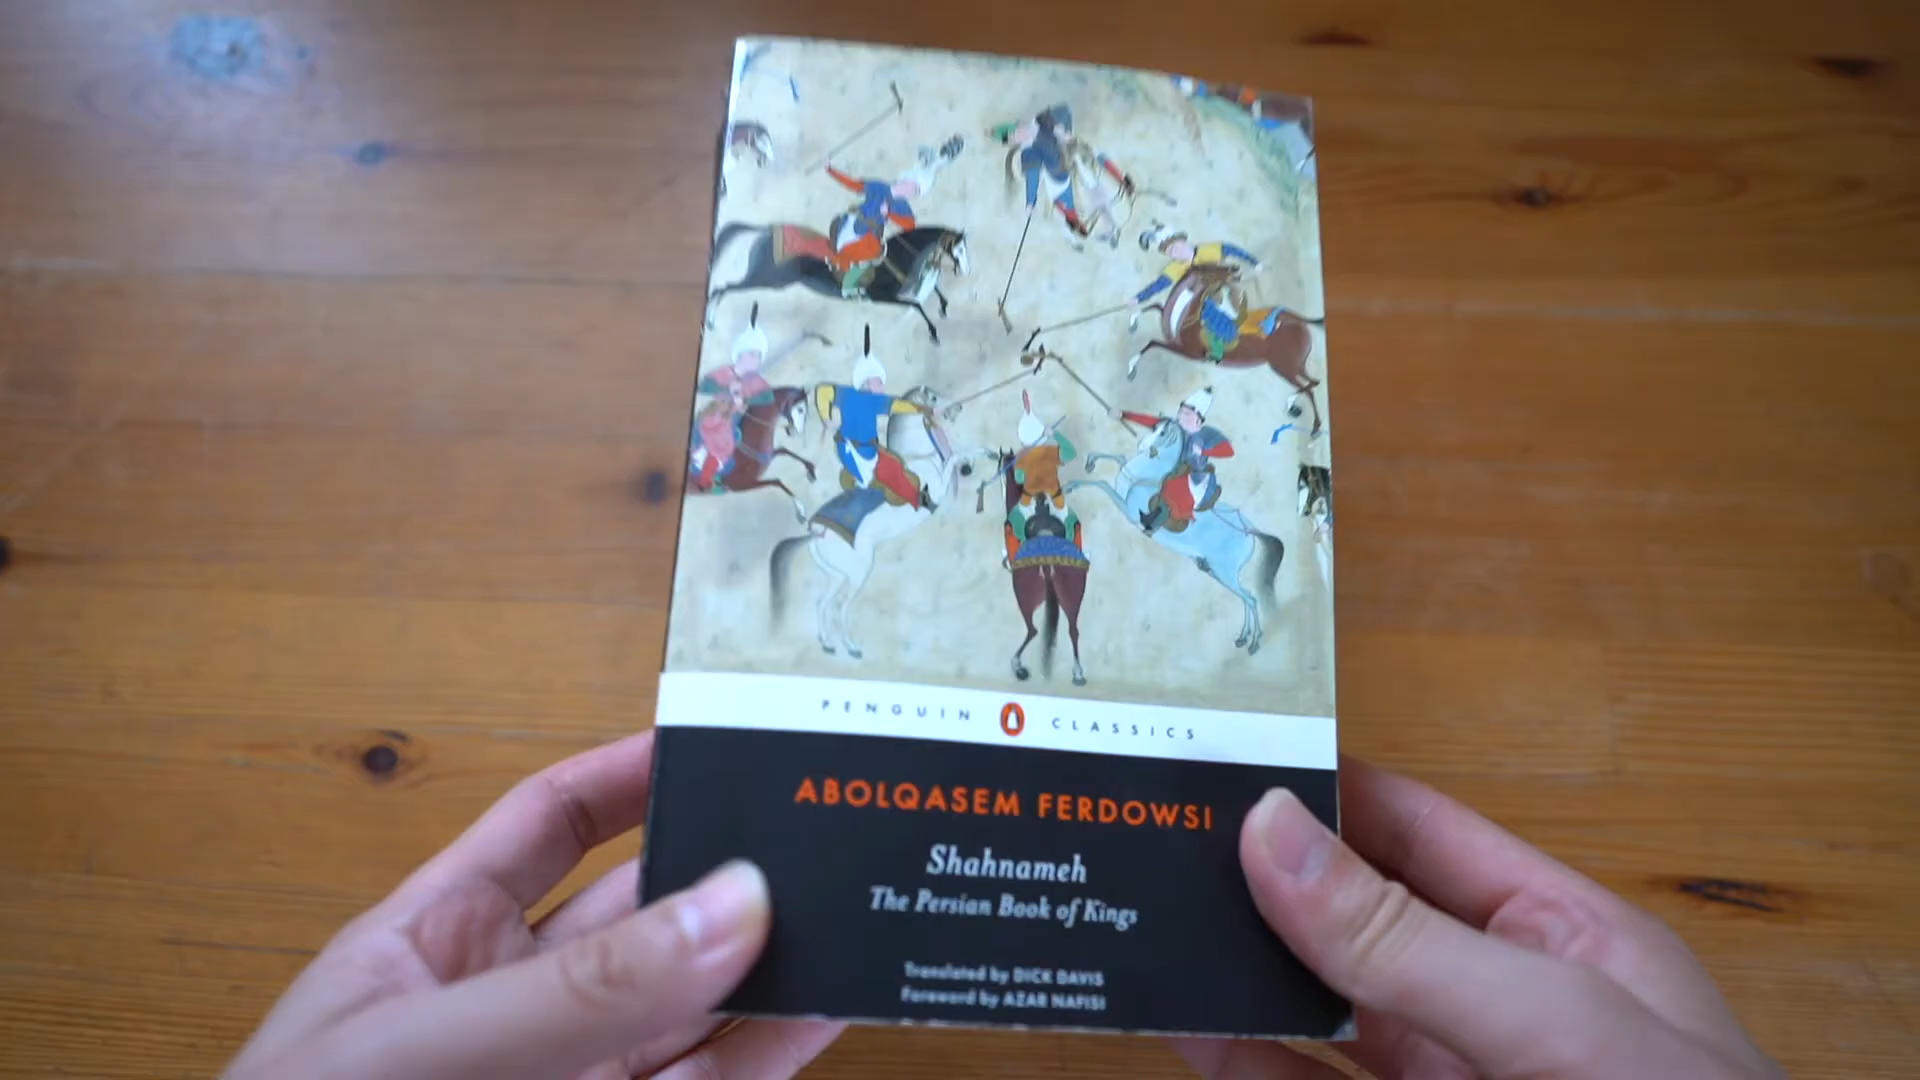 PENGUIN CLASSICS
ABOLQASEM FERDOWSI
Shahnameh
The Persian Book of Kings
Translated by DICK DAVIS
Foreword by AZAR NAFISI